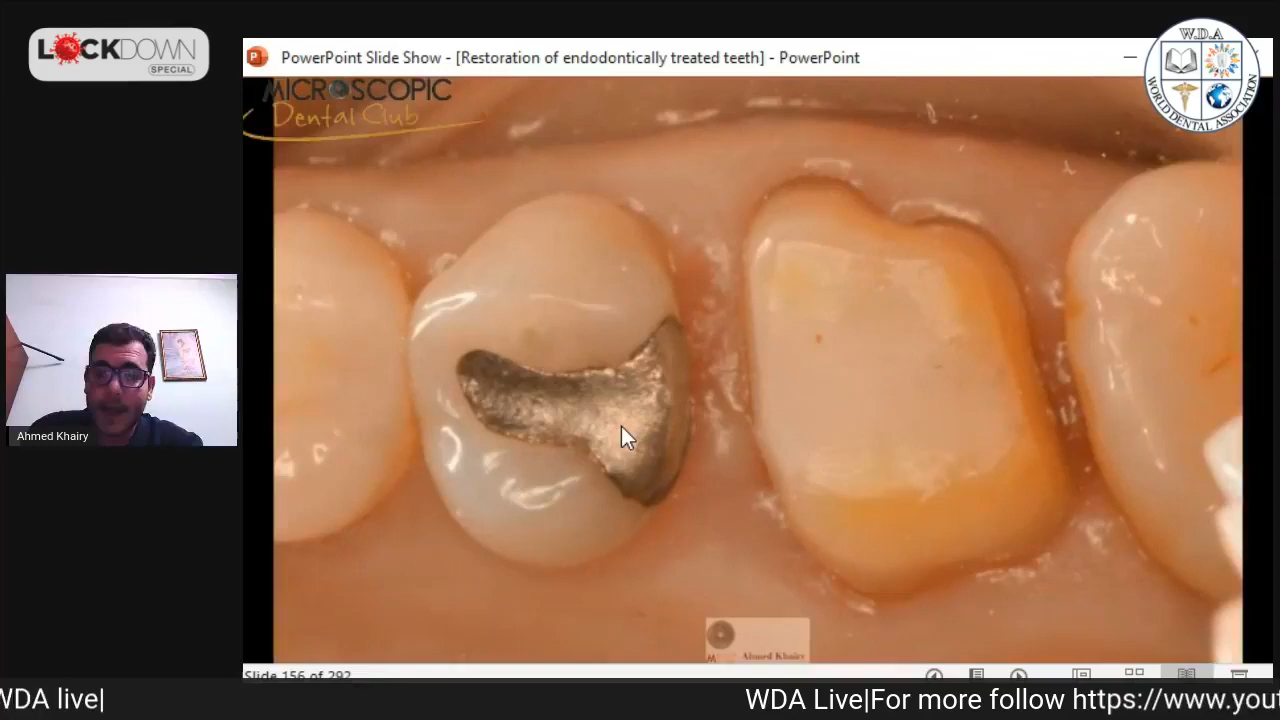 LOCKDOWN
SPECIAL
PowerPoint Slide Show - [Restoration of endodontically treated teeth] - PowerPoint
W.D.A
WORLD DENTAL ASSOCIATION
MICROSCOPIC
Dental Club
Ahmed Khairy
Ahmed Khairy
Slide 156 of 292
WDA live| WDA Live|For more follow https://www.yout